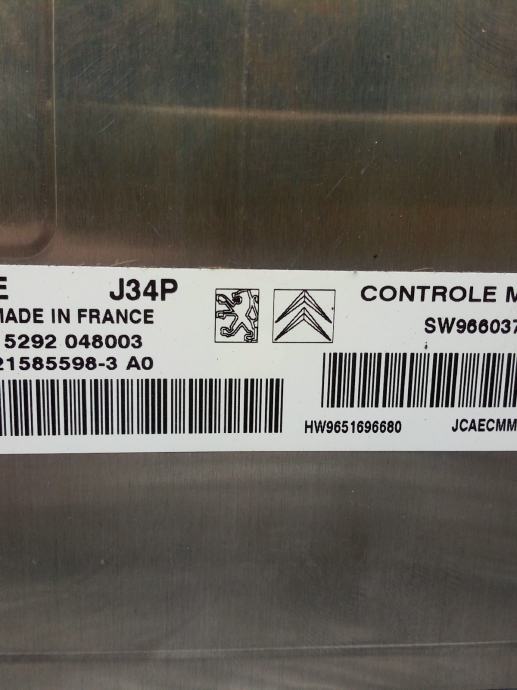 E J34P
MADE IN FRANCE
5292 048003
21585598-3 A0
CONTROLE M
SW966037
HW9651696680 JCAECMM